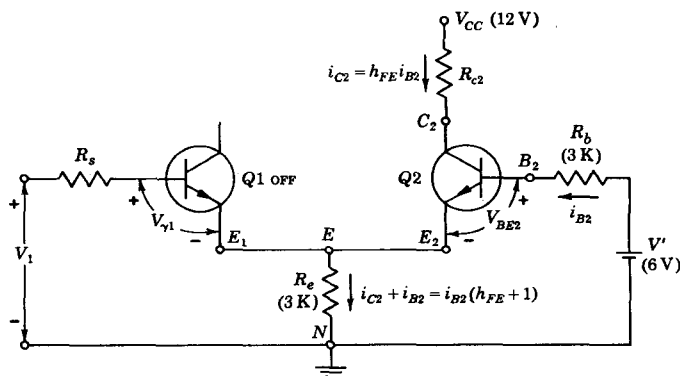 V_CC (12 V)
i_C2 = h_FE i_B2
R_c2
C_2
R_s
Q1 OFF
Q2
B_2
R_b
(3 K)
+
V_γ1
-
+
V_BE2
-
i_B2
+
V_1
-
E_1
E
E_2
V'
(6 V)
R_e
(3 K)
i_C2 + i_B2 = i_B2(h_FE + 1)
N